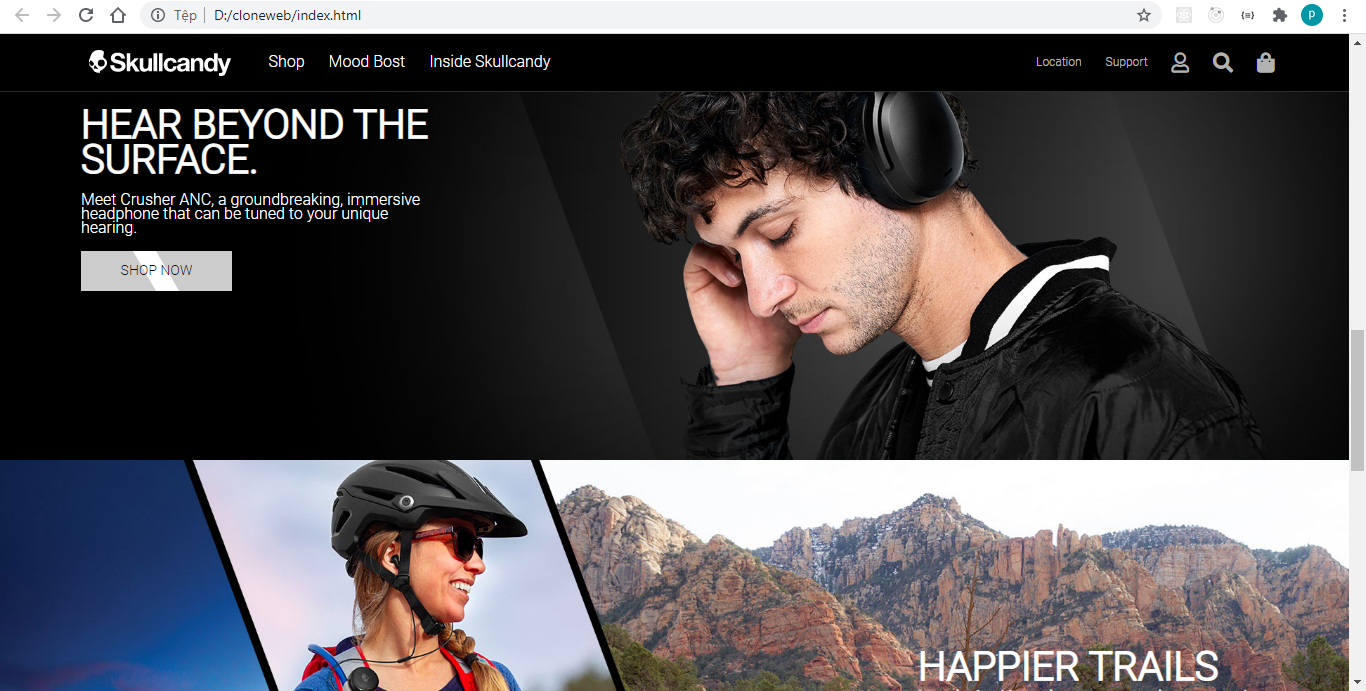 Tệp
D:/cloneweb/index.html
P
Skullcandy
Shop
Mood Bost
Inside Skullcandy
Location
Support
HEAR BEYOND THE
SURFACE.
Meet Crusher ANC, a groundbreaking, immersive
headphone that can be tuned to your unique
hearing.
SHOP NOW
HAPPIER TRAILS